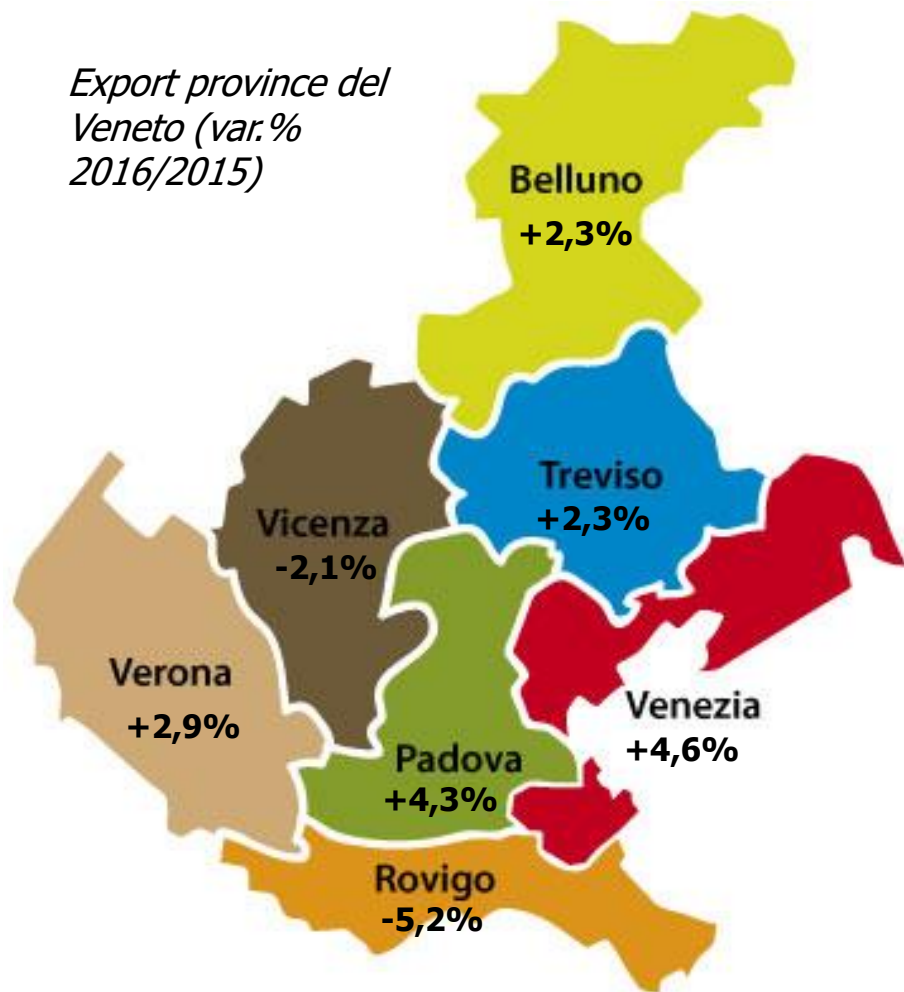 Export province del
Veneto (var.%
2016/2015)
Belluno
+2,3%
Treviso
+2,3%
Vicenza
-2,1%
Verona
+2,9%
Venezia
+4,6%
Padova
+4,3%
Rovigo
-5,2%